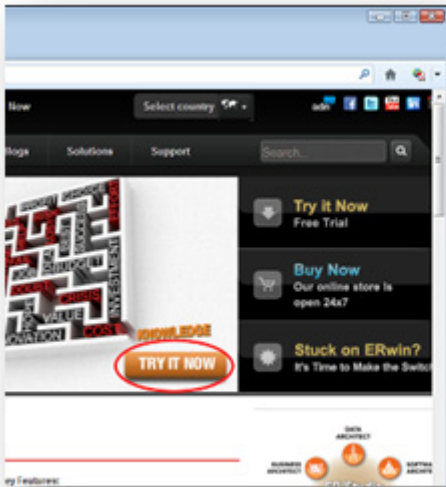 Now
Select country
Blogs
Solutions
Support
Search...
Try it Now
Free Trial
Buy Now
Our online store is
open 24x7
Stuck on ERwin?
It's Time to Make the Switch
PROFIT
CHOICE
BUDGET
CRISIS
VALUE
COST
INVESTMENT
KNOWLEDGE
TRY IT NOW
DATA
ARCHITECT
BUSINESS
ARCHITECT
SOFTWA
ARCHITE
ey Features: